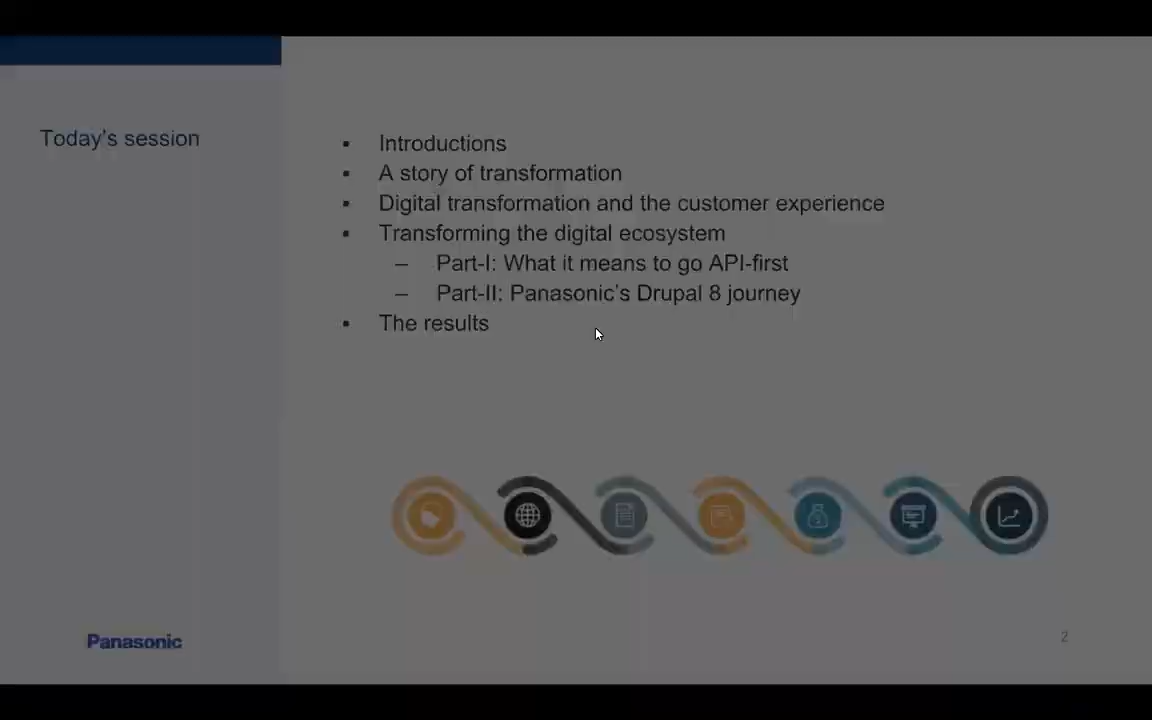 Today's session
▪ Introductions
▪ A story of transformation
▪ Digital transformation and the customer experience
▪ Transforming the digital ecosystem
– Part-I: What it means to go API-first
– Part-II: Panasonic's Drupal 8 journey
▪ The results
Panasonic
2